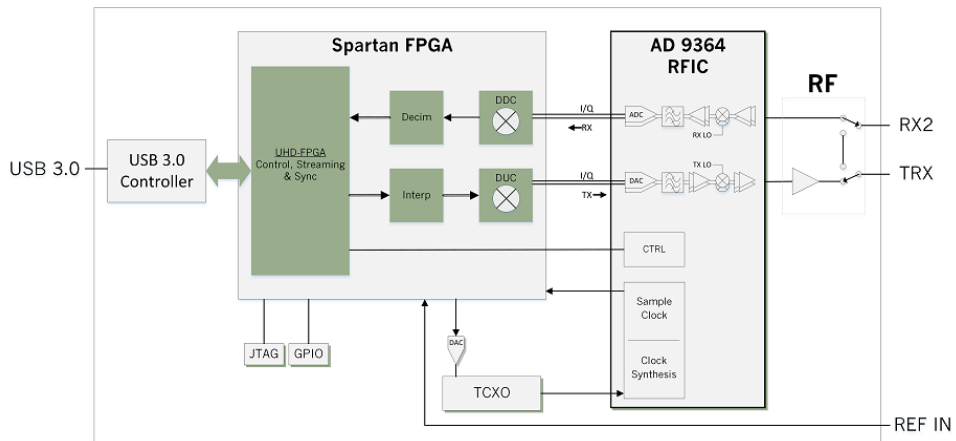 Spartan FPGA
AD 9364
RFIC
RF
USB 3.0
USB 3.0
Controller
UHD-FPGA
Control, Streaming
& Sync
Decim
DDC
I/Q
RX
ADC
RX LO
RX2
Interp
DUC
I/Q
TX
DAC
TX LO
TRX
CTRL
Sample
Clock
Clock
Synthesis
JTAG
GPIO
DAC
TCXO
REF IN